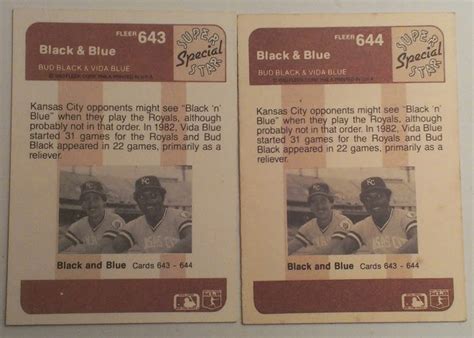 FLEER 643
SUPER
Special
STAR
Black & Blue
BUD BLACK & VIDA BLUE
Kansas City opponents might see "Black 'n'
Blue" when they play the Royals, although
probably not in that order. In 1982, Vida Blue
started 31 games for the Royals and Bud
Black appeared in 22 games, primarily as a
reliever.
KC
Black and Blue Cards 643 - 644
FLEER 644
SUPER
Special
STAR
Black & Blue
BUD BLACK & VIDA BLUE
Kansas City opponents might see "Black 'n'
Blue" when they play the Royals, although
probably not in that order. In 1982, Vida Blue
started 31 games for the Royals and Bud
Black appeared in 22 games, primarily as a
reliever.
KC
Black and Blue Cards 643 - 644